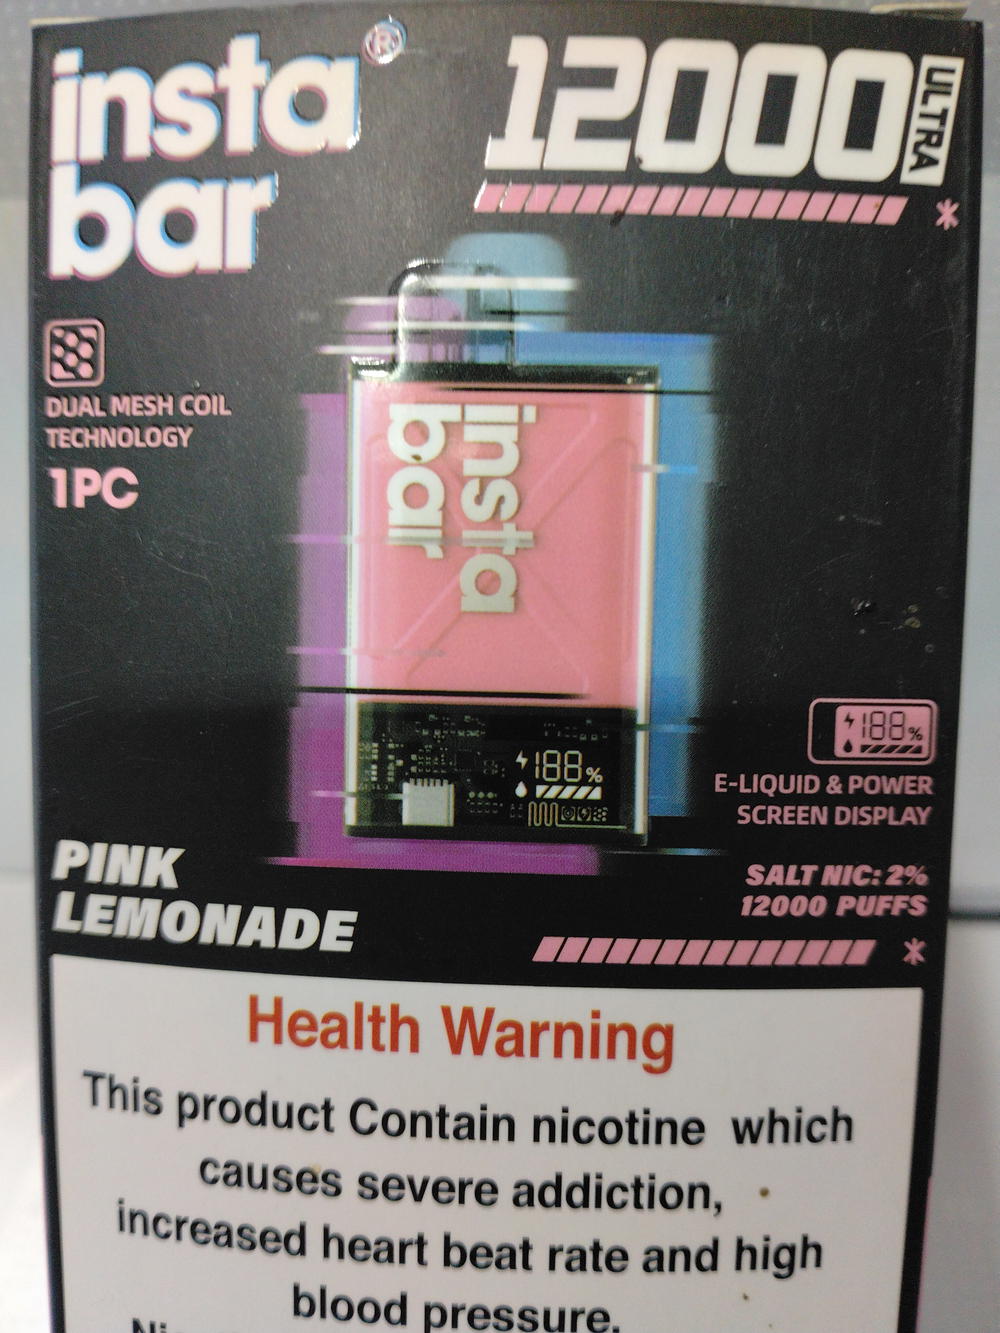 insta®
bar
12000
ULTRA
*
DUAL MESH COIL
TECHNOLOGY
1PC
insta
bar
188%
188%
E-LIQUID & POWER
SCREEN DISPLAY
PINK
LEMONADE
SALT NIC: 2%
12000 PUFFS
*
Health Warning
This product Contain nicotine which
causes severe addiction,
increased heart beat rate and high
blood pressure.